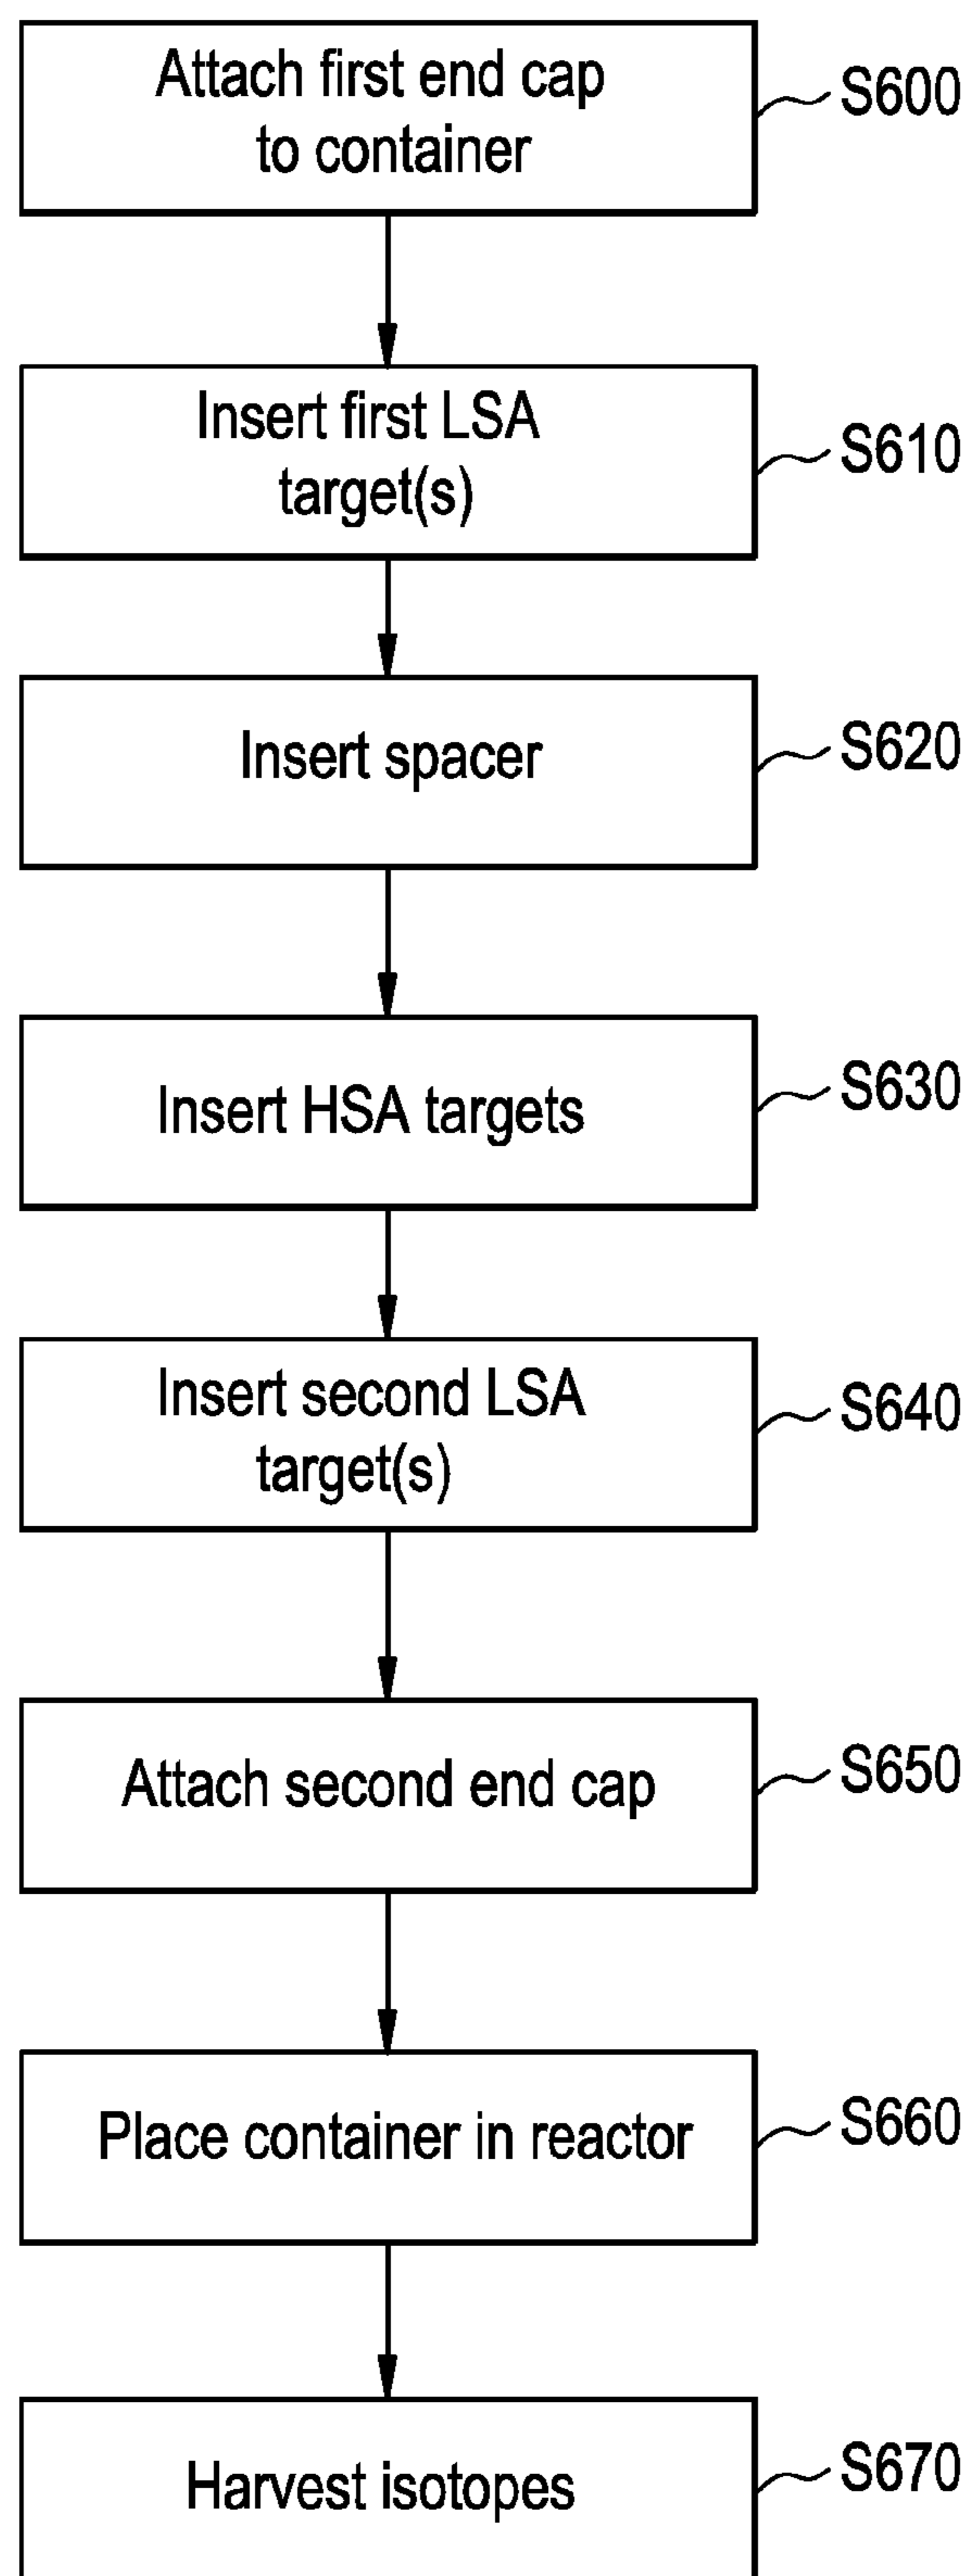 Attach first end cap
to container
S600
Insert first LSA
target(s)
S610
Insert spacer
S620
Insert HSA targets
S630
Insert second LSA
target(s)
S640
Attach second end cap
S650
Place container in reactor
S660
Harvest isotopes
S670